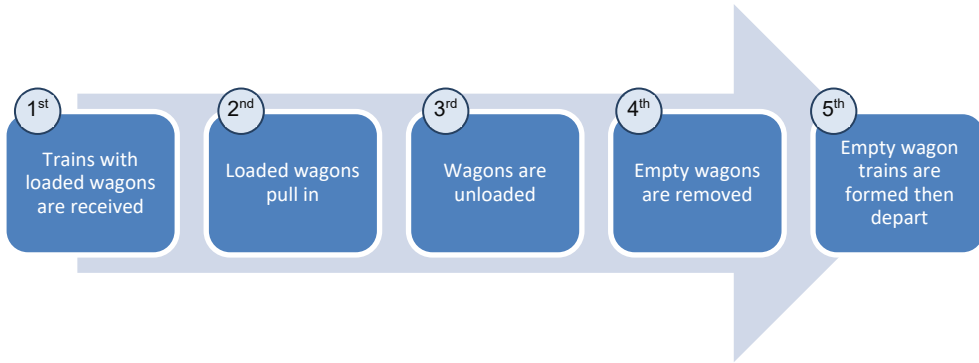 1st
Trains with
loaded wagons
are received
2nd
Loaded wagons
pull in
3rd
Wagons are
unloaded
4th
Empty wagons
are removed
5th
Empty wagon
trains are
formed then
depart